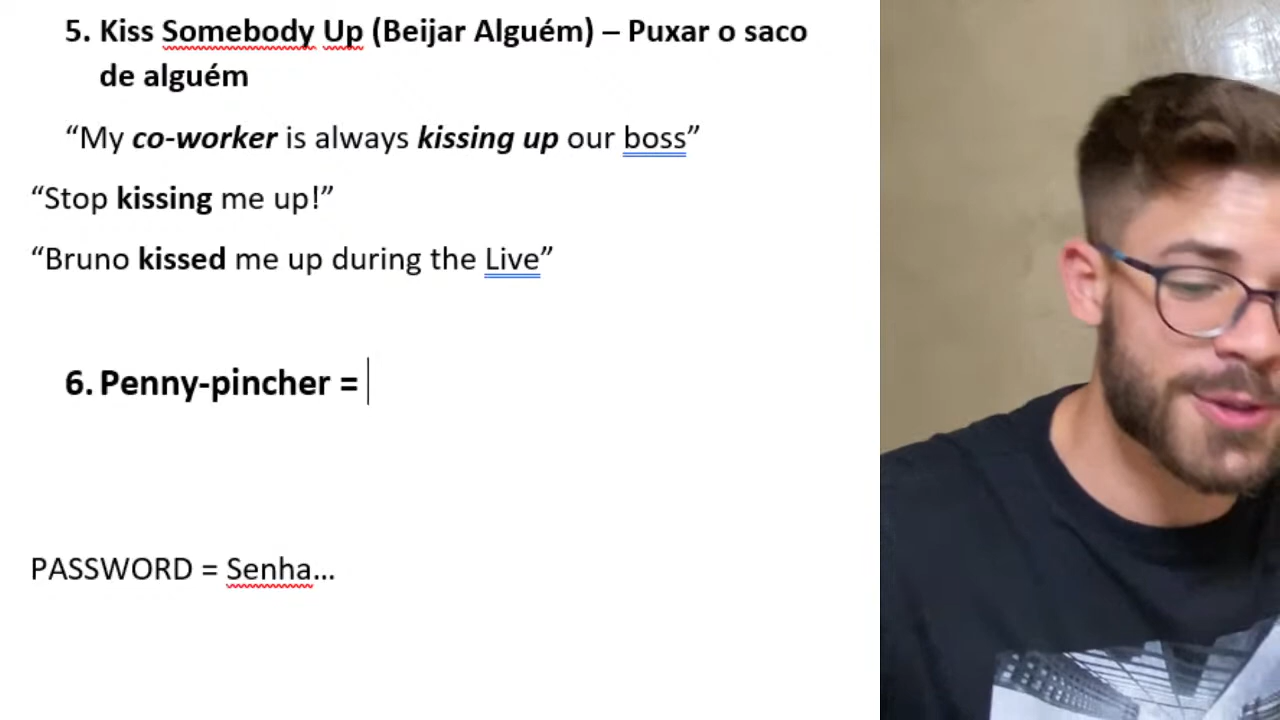 5. Kiss Somebody Up (Beijar Alguém) – Puxar o saco
de alguém
“My co-worker is always kissing up our boss”
“Stop kissing me up!”
“Bruno kissed me up during the Live”
6. Penny-pincher =
PASSWORD = Senha...